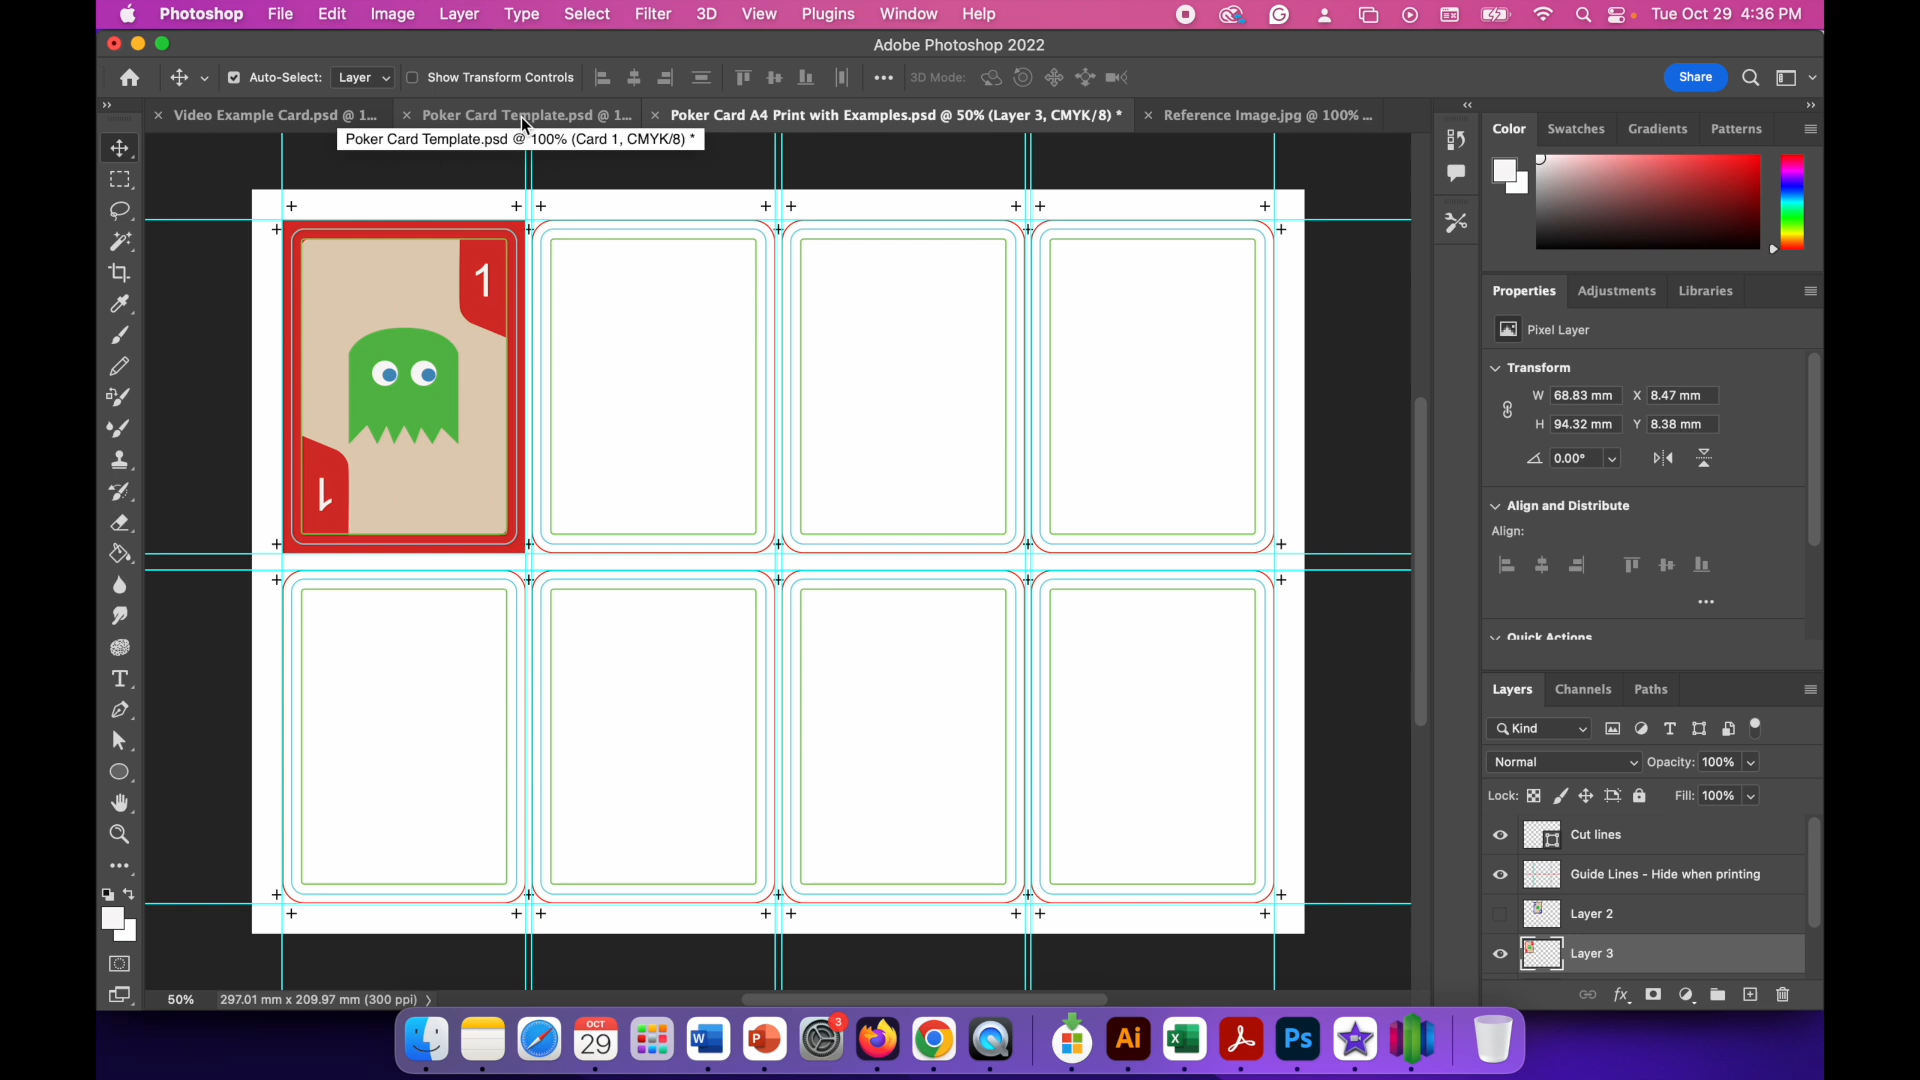 Photoshop File Edit Image Layer Type Select Filter 3D View Plugins Window Help Tue Oct 29 4:36 PM
Adobe Photoshop 2022
Auto-Select: Layer Show Transform Controls 3D Mode: Share
Video Example Card.psd @ 1... Poker Card Template.psd @ 1... Poker Card A4 Print with Examples.psd @ 50% (Layer 3, CMYK/8) * Reference Image.jpg @ 100% ...
Poker Card Template.psd @ 100% (Card 1, CMYK/8) *
Color Swatches Gradients Patterns
1
1
Properties Adjustments Libraries
Pixel Layer
Transform
W 68.83 mm X 8.47 mm
H 94.32 mm Y 8.38 mm
0.00°
Align and Distribute
Align:
Quick Actions
Layers Channels Paths
Kind
Normal Opacity: 100%
Lock: Fill: 100%
Cut lines
Guide Lines - Hide when printing
Layer 2
Layer 3
50% 297.01 mm x 209.97 mm (300 ppi)
OCT
29
W
P
3
Ai
X
Ps